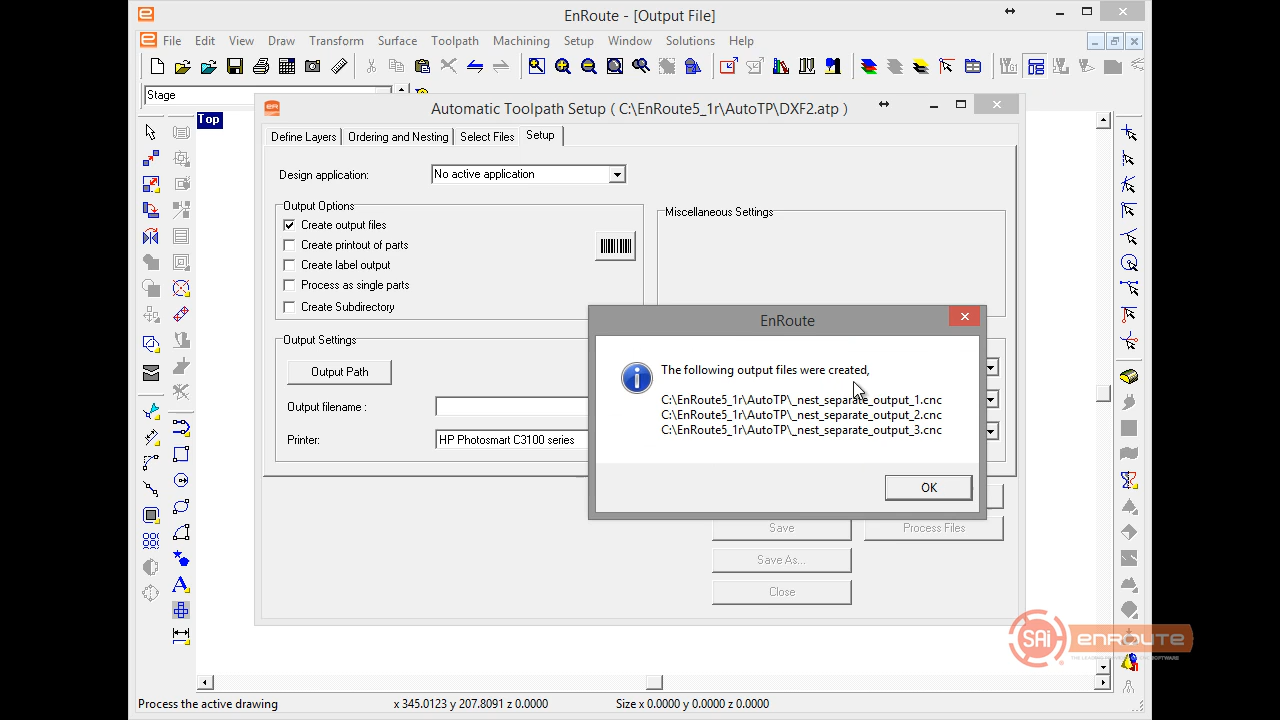 EnRoute - [Output File]
File Edit View Draw Transform Surface Toolpath Machining Setup Window Solutions Help
Stage
Automatic Toolpath Setup ( C:\EnRoute5_1r\AutoTP\DXF2.atp )
Top
Define Layers Ordering and Nesting Select Files Setup
Design application: No active application
Output Options
Miscellaneous Settings
Create output files
Create printout of parts
Create label output
Process as single parts
Create Subdirectory
EnRoute
Output Settings
Output Path
The following output files were created,
C:\EnRoute5_1r\AutoTP\_nest_separate_output_1.cnc
Output filename :
C:\EnRoute5_1r\AutoTP\_nest_separate_output_2.cnc
C:\EnRoute5_1r\AutoTP\_nest_separate_output_3.cnc
Printer: HP Photosmart C3100 series
OK
Save Process Files
Save As...
Close
SAi EnROUTE
Process the active drawing x 345.0123 y 207.8091 z 0.0000 Size x 0.0000 y 0.0000 z 0.0000